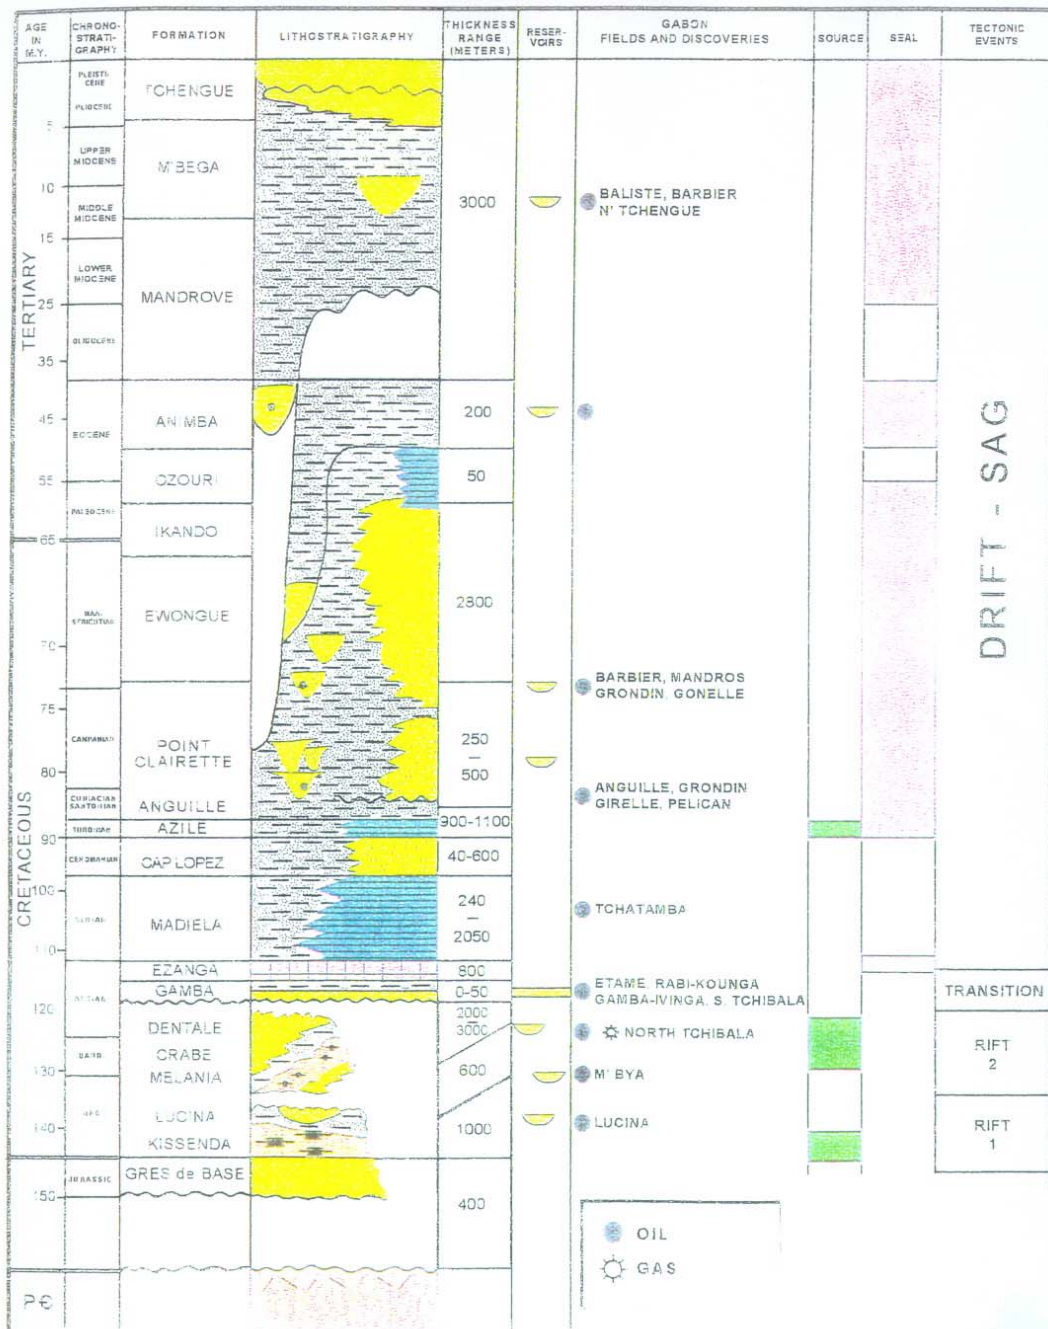 AGE
IN
M.Y.
CHRONO-
STRATI-
GRAPHY
FORMATION
LITHOSTRATIGRAPHY
THICKNESS
RANGE
(METERS)
RESER-
VOIRS
GABON
FIELDS AND DISCOVERIES
SOURCE
SEAL
TECTONIC
EVENTS
TERTIARY
CRETACEOUS
PЄ
5
10
15
25
35
45
55
65
70
75
80
90
100
110
120
130
140
150
PLIOCENE
UPPER
MIOCENE
MIDDLE
MIOCENE
LOWER
MIOCENE
OLIGOCENE
EOCENE
PALEOCENE
CAMPANIAN
TURONIAN
CENOMANIAN
JURASSIC
TCHENGUE
M'BEGA
MANDROVE
ANIMBA
OZOURI
IKANDO
EWONGUE
POINT
CLAIRETTE
ANGUILLE
AZILE
CAP LOPEZ
MADIELA
EZANGA
GAMBA
DENTALE
CRABE
MELANIA
LUCINA
KISSENDA
GRES de BASE
3000
200
50
2800
250
—
500
900-1100
40-600
240
—
2050
800
0-50
2000
3000
600
1000
400
BALISTE, BARBIER
N' TCHENGUE
BARBIER, MANDROS
GRONDIN, GONELLE
ANGUILLE, GRONDIN
GIRELLE, PELICAN
TCHATAMBA
ETAME, RABI-KOUNGA
GAMBA-IVINGA, S. TCHIBALA
NORTH TCHIBALA
M' BYA
LUCINA
DRIFT - SAG
TRANSITION
RIFT
2
RIFT
1
OIL
GAS